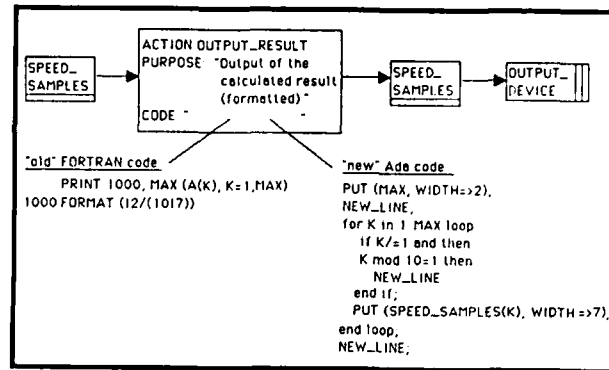 ACTION OUTPUT_RESULT
PURPOSE: "Output of the
calculated result
(formatted)"
CODE " "
SPEED_
SAMPLES
SPEED_
SAMPLES
OUTPUT_
DEVICE
"old" FORTRAN code
PRINT 1000, MAX (A(K), K=1,MAX)
1000 FORMAT (I2/(10I7))
"new" Ada code
PUT (MAX, WIDTH=>2);
NEW_LINE;
for K in 1 MAX loop
if K/=1 and then
K mod 10=1 then
NEW_LINE
end if;
PUT (SPEED_SAMPLES(K), WIDTH =>7),
end loop;
NEW_LINE;